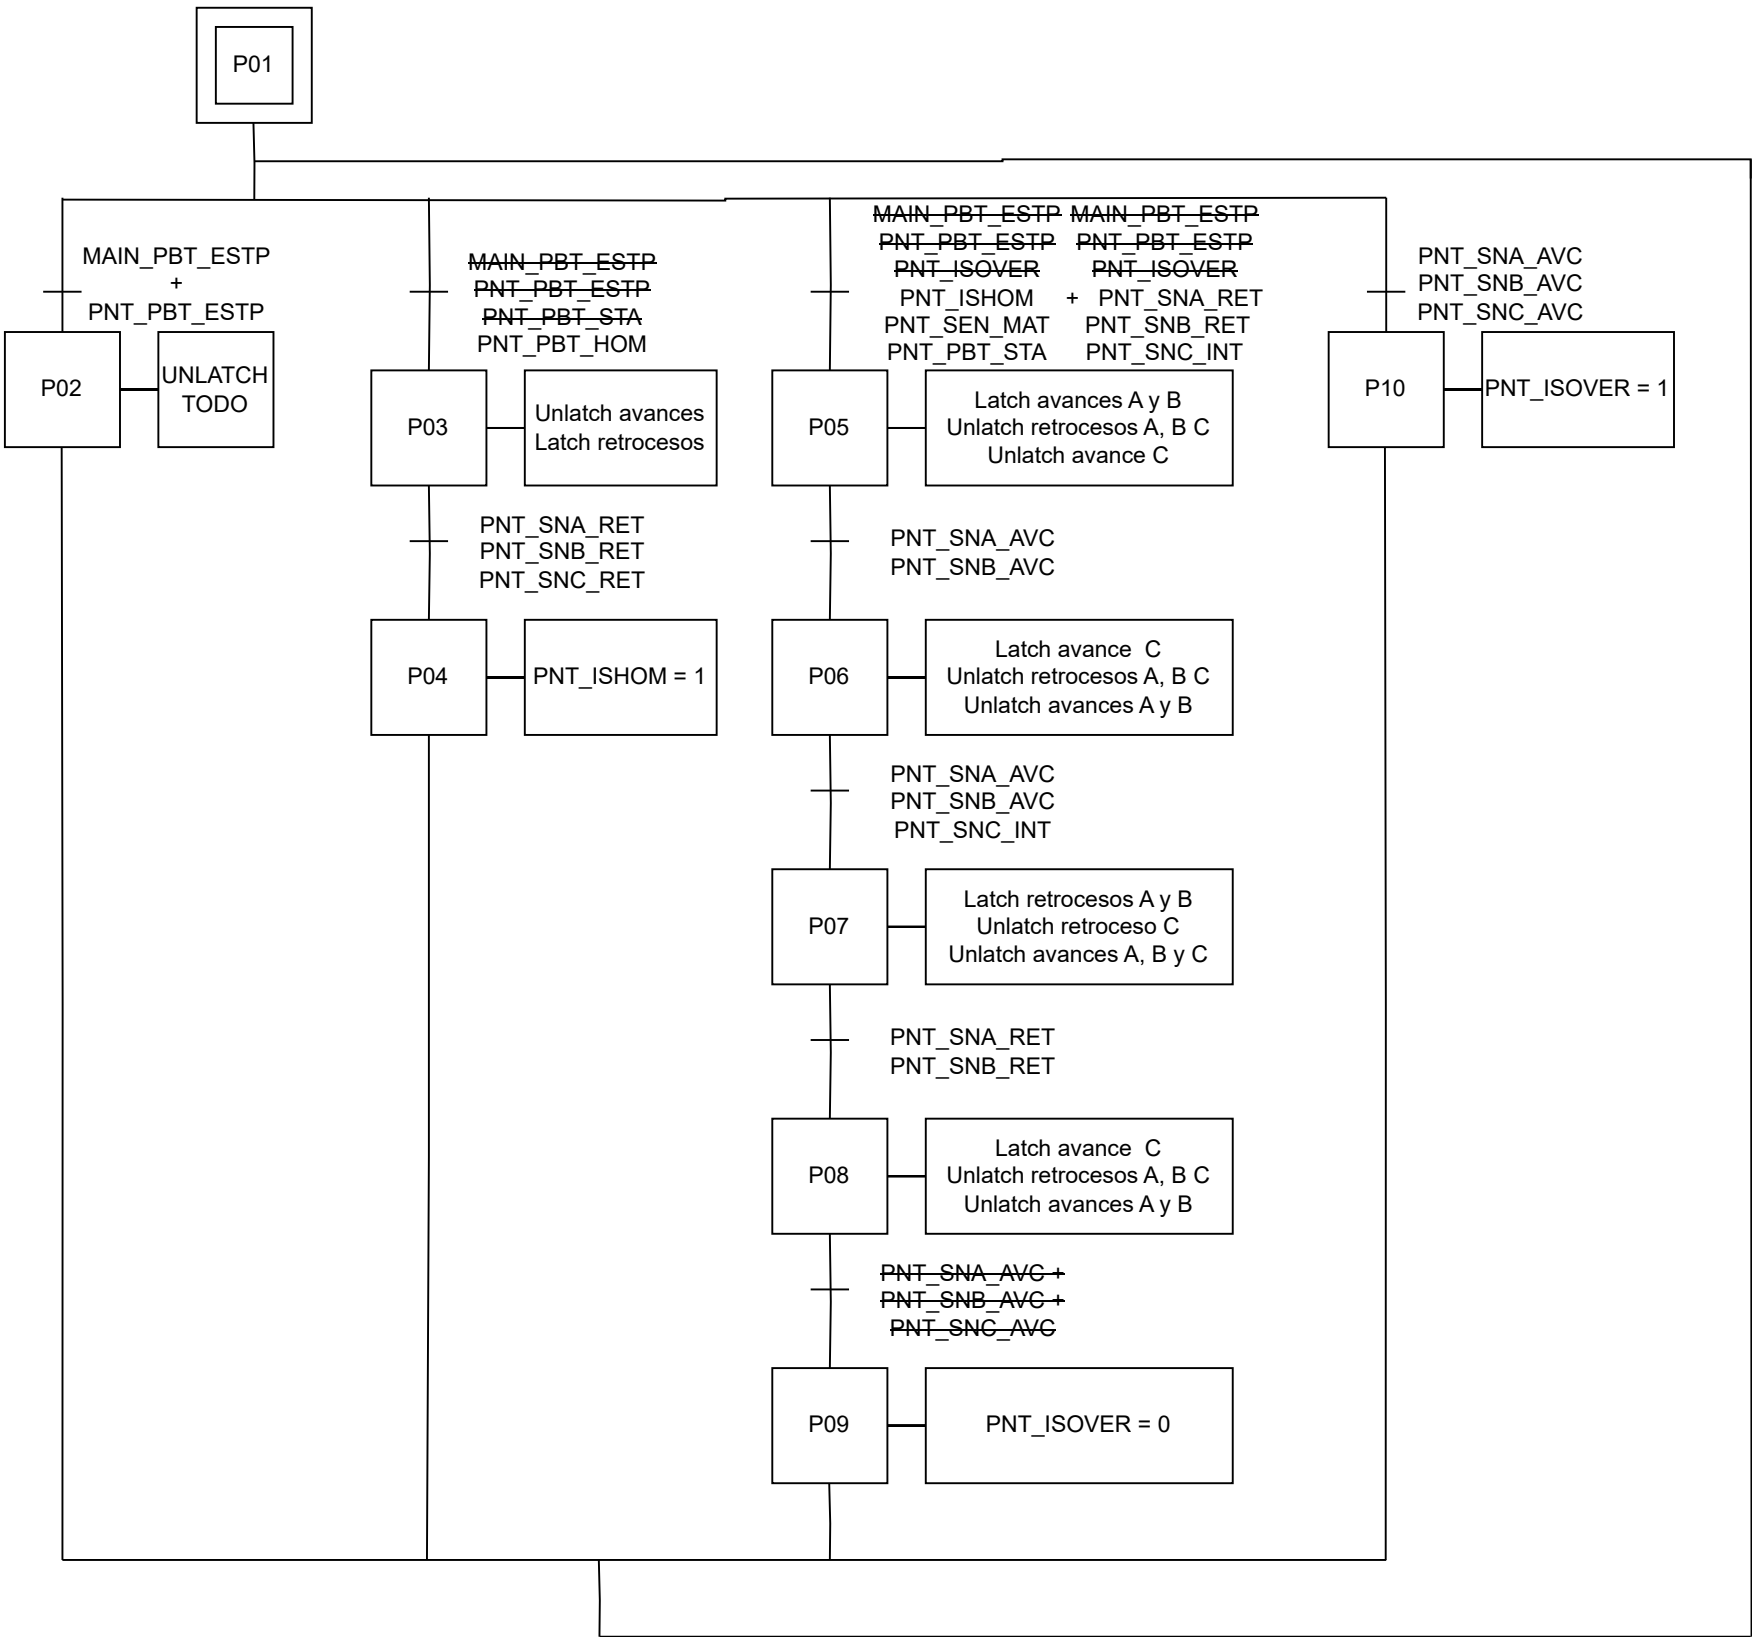 P01
MAIN_PBT_ESTP
+
PNT_PBT_ESTP
P02
UNLATCH
TODO
MAIN_PBT_ESTP
PNT_PBT_ESTP
PNT_PBT_STA
PNT_PBT_HOM
P03
Unlatch avances
Latch retrocesos
PNT_SNA_RET
PNT_SNB_RET
PNT_SNC_RET
P04
PNT_ISHOM = 1
MAIN_PBT_ESTP MAIN_PBT_ESTP
PNT_PBT_ESTP PNT_PBT_ESTP
PNT_ISOVER PNT_ISOVER
PNT_ISHOM + PNT_SNA_RET
PNT_SEN_MAT PNT_SNB_RET
PNT_PBT_STA PNT_SNC_INT
P05
Latch avances A y B
Unlatch retrocesos A, B C
Unlatch avance C
PNT_SNA_AVC
PNT_SNB_AVC
P06
Latch avance  C
Unlatch retrocesos A, B C
Unlatch avances A y B
PNT_SNA_AVC
PNT_SNB_AVC
PNT_SNC_INT
P07
Latch retrocesos A y B
Unlatch retroceso C
Unlatch avances A, B y C
PNT_SNA_RET
PNT_SNB_RET
P08
Latch avance  C
Unlatch retrocesos A, B C
Unlatch avances A y B
PNT_SNA_AVC +
PNT_SNB_AVC +
PNT_SNC_AVC
P09
PNT_ISOVER = 0
PNT_SNA_AVC
PNT_SNB_AVC
PNT_SNC_AVC
P10
PNT_ISOVER = 1